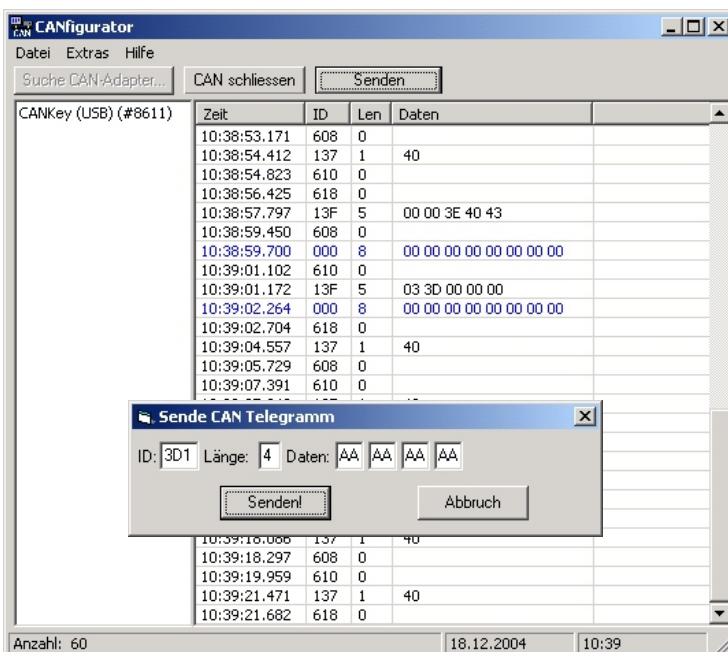 CANfigurator
Datei Extras Hilfe
Suche CAN-Adapter... CAN schliessen Senden
CANKey (USB) (#8611)
Zeit ID Len Daten
10:38:53.171 608 0
10:38:54.412 137 1 40
10:38:54.823 610 0
10:38:56.425 618 0
10:38:57.797 13F 5 00 00 3E 40 43
10:38:59.450 608 0
10:38:59.700 000 8 00 00 00 00 00 00 00 00
10:39:01.102 610 0
10:39:01.172 13F 5 03 3D 00 00 00
10:39:02.264 000 8 00 00 00 00 00 00 00 00
10:39:02.704 618 0
10:39:04.557 137 1 40
10:39:05.729 608 0
10:39:07.391 610 0
Sende CAN Telegramm
ID: 3D1 Länge: 4 Daten: AA AA AA AA
Senden! Abbruch
10:39:18.086 137 1 40
10:39:18.297 608 0
10:39:19.959 610 0
10:39:21.471 137 1 40
10:39:21.682 618 0
Anzahl: 60 18.12.2004 10:39